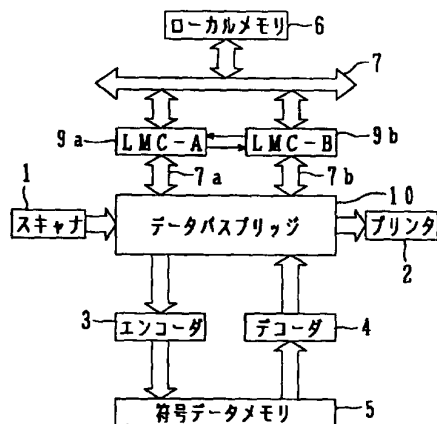 ローカルメモリ 6
7
9a LMC-A LMC-B 9b
7a 7b
1 10
スキャナ データパスブリッジ プリンタ
2
3 エンコーダ デコーダ 4
符号データメモリ 5